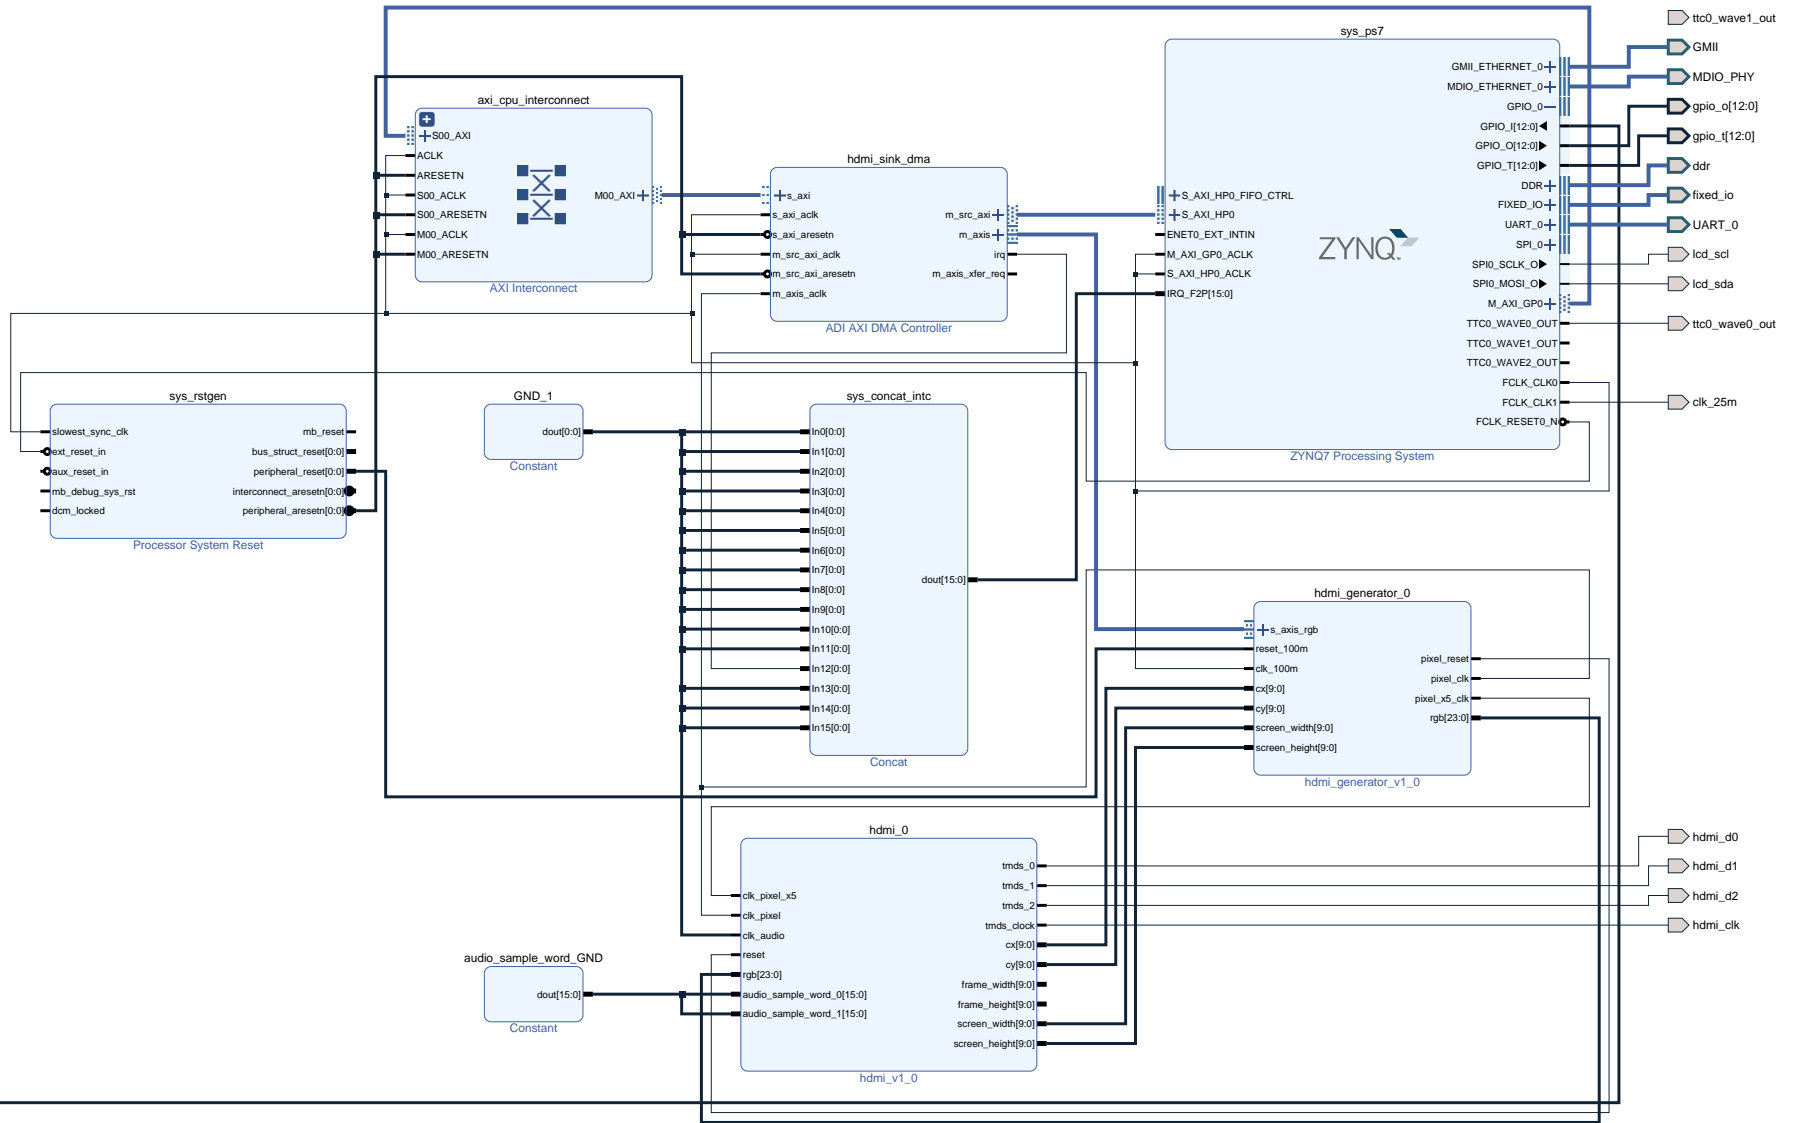 ttc0_wave1_out
sys_ps7
GMII
GMII_ETHERNET_0
MDIO_PHY
MDIO_ETHERNET_0
axi_cpu_interconnect
GPIO_0
gpio_o[12:0]
S00_AXI
GPIO_I[12:0]
gpio_t[12:0]
ACLK
GPIO_O[12:0]
hdmi_sink_dma
ARESETN
GPIO_T[12:0]
ddr
S00_ACLK
M00_AXI
s_axi
S_AXI_HP0_FIFO_CTRL
DDR
fixed_io
S00_ARESETN
s_axi_aclk
m_src_axi
S_AXI_HP0
FIXED_IO
UART_0
M00_ACLK
s_axi_aresetn
m_axis
ENET0_EXT_INTIN
UART_0
M00_ARESETN
m_src_axi_aclk
irq
M_AXI_GP0_ACLK
ZYNQ
SPI_0
lcd_scl
m_src_axi_aresetn
m_axis_xfer_req
S_AXI_HP0_ACLK
SPI0_SCLK_O
AXI Interconnect
m_axis_aclk
IRQ_F2P[15:0]
SPI0_MOSI_O
lcd_sda
M_AXI_GP0
ADI AXI DMA Controller
TTC0_WAVE0_OUT
ttc0_wave0_out
TTC0_WAVE1_OUT
TTC0_WAVE2_OUT
FCLK_CLK0
FCLK_CLK1
clk_25m
FCLK_RESET0_N
ZYNQ7 Processing System
sys_rstgen
slowest_sync_clk
mb_reset
ext_reset_in
bus_struct_reset[0:0]
aux_reset_in
peripheral_reset[0:0]
mb_debug_sys_rst
interconnect_aresetn[0:0]
dcm_locked
peripheral_aresetn[0:0]
Processor System Reset
GND_1
dout[0:0]
Constant
sys_concat_intc
In0[0:0]
In1[0:0]
In2[0:0]
In3[0:0]
In4[0:0]
In5[0:0]
In6[0:0]
In7[0:0]
dout[15:0]
In8[0:0]
In9[0:0]
In10[0:0]
In11[0:0]
In12[0:0]
In13[0:0]
In14[0:0]
In15[0:0]
Concat
hdmi_generator_0
s_axis_rgb
reset_100m
pixel_reset
clk_100m
pixel_clk
cx[9:0]
pixel_x5_clk
cy[9:0]
rgb[23:0]
screen_width[9:0]
screen_height[9:0]
hdmi_generator_v1_0
hdmi_0
tmds_0
hdmi_d0
tmds_1
hdmi_d1
clk_pixel_x5
tmds_2
hdmi_d2
clk_pixel
tmds_clock
hdmi_clk
clk_audio
cx[9:0]
reset
cy[9:0]
rgb[23:0]
frame_width[9:0]
audio_sample_word_0[15:0]
frame_height[9:0]
audio_sample_word_1[15:0]
screen_width[9:0]
screen_height[9:0]
hdmi_v1_0
audio_sample_word_GND
dout[15:0]
Constant